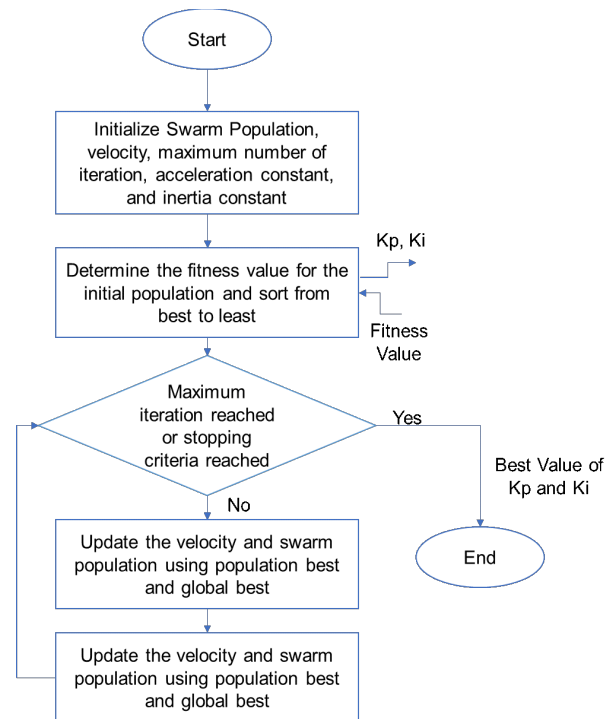 Start
Initialize Swarm Population,
velocity, maximum number of
iteration, acceleration constant,
and inertia constant
Kp, Ki
Determine the fitness value for the
initial population and sort from
best to least
Fitness
Value
Maximum
iteration reached
or stopping
criteria reached
Yes
Best Value of
Kp and Ki
No
End
Update the velocity and swarm
population using population best
and global best
Update the velocity and swarm
population using population best
and global best